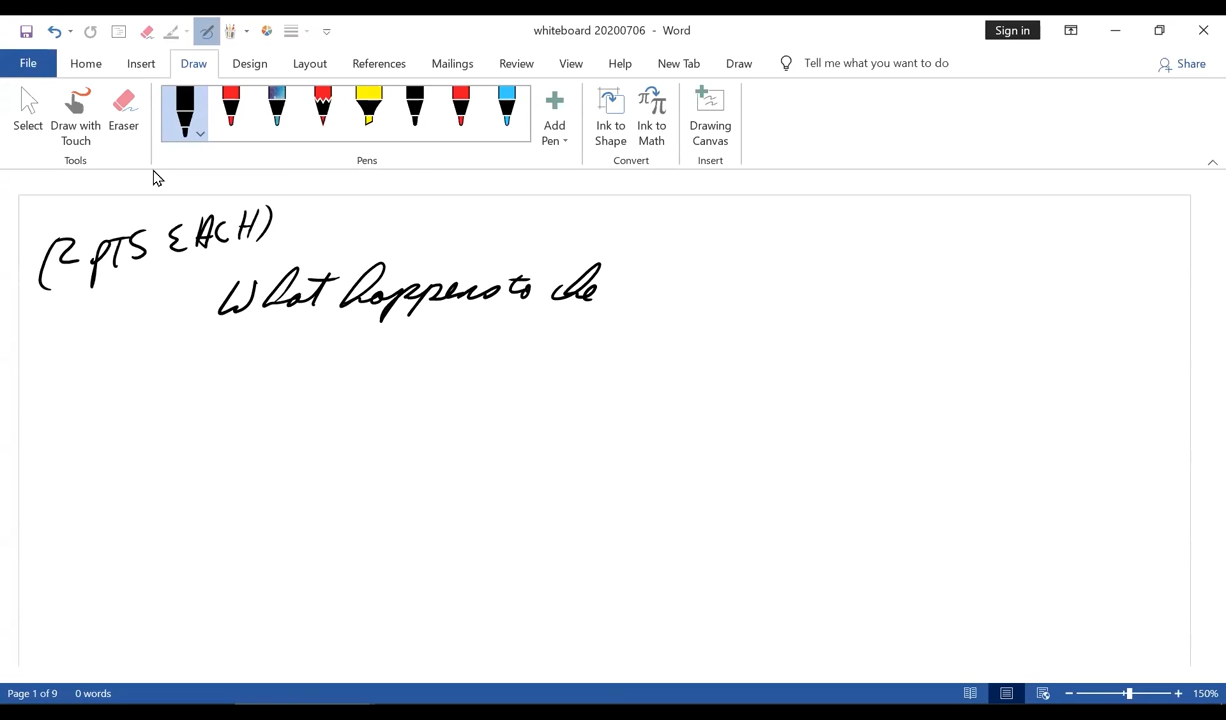 whiteboard 20200706 - Word
Sign in
File Home Insert Draw Design Layout References Mailings Review View Help New Tab Draw Tell me what you want to do Share
Select
Draw with Touch
Eraser
Add Pen
Ink to Shape
Ink to Math
Drawing Canvas
Tools Pens Convert Insert
(2 PTS EACH)
What happens to the
Page 1 of 9 0 words 150%